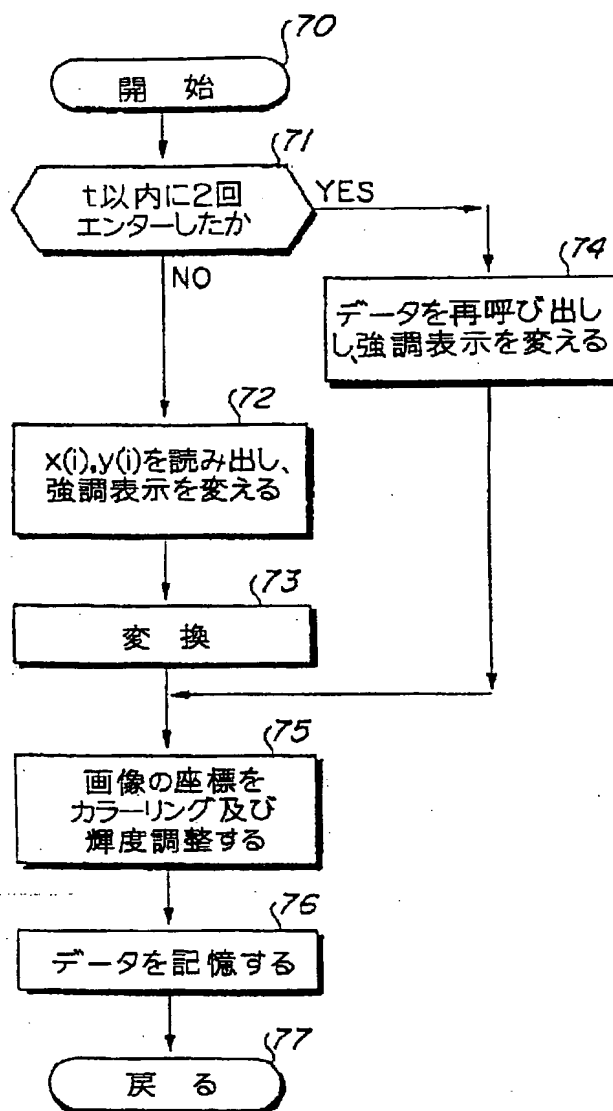 70
開始
71
t以内に2回
エンターしたか
YES
NO
74
データを再呼び出し
し、強調表示を変える
72
x(i),y(i)を読み出し、
強調表示を変える
73
変換
75
画像の座標を
カラーリング及び
輝度調整する
76
データを記憶する
77
戻る